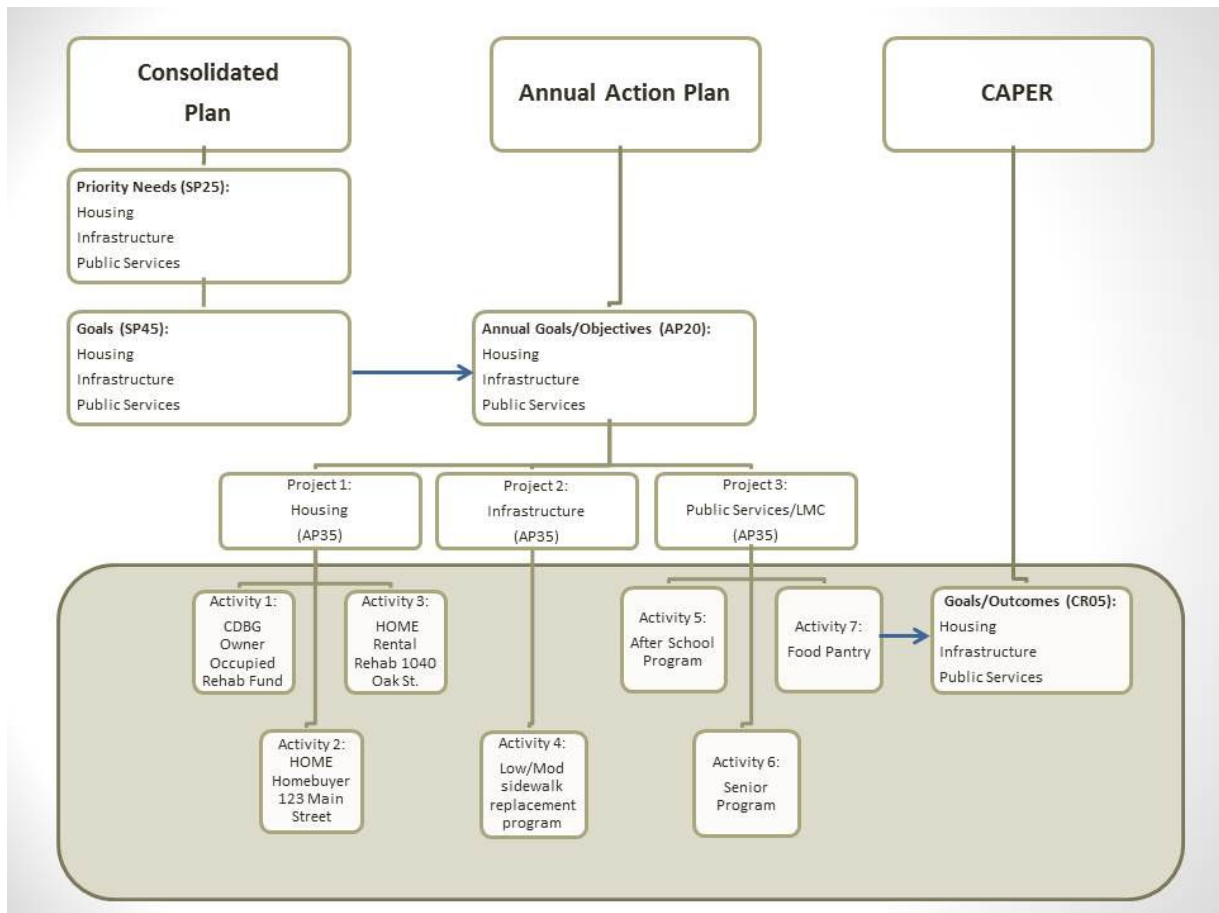 Consolidated
Plan
Annual Action Plan
CAPER
Priority Needs (SP25):
Housing
Infrastructure
Public Services
Goals (SP45):
Housing
Infrastructure
Public Services
Annual Goals/Objectives (AP20):
Housing
Infrastructure
Public Services
Project 1:
Housing
(AP35)
Project 2:
Infrastructure
(AP35)
Project 3:
Public Services/LMC
(AP35)
Activity 1:
CDBG
Owner
Occupied
Rehab Fund
Activity 3:
HOME
Rental
Rehab 1040
Oak St.
Activity 5:
After School
Program
Activity 7:
Food Pantry
Goals/Outcomes (CR05):
Housing
Infrastructure
Public Services
Activity 2:
HOME
Homebuyer
123 Main
Street
Activity 4:
Low/Mod
sidewalk
replacement
program
Activity 6:
Senior
Program